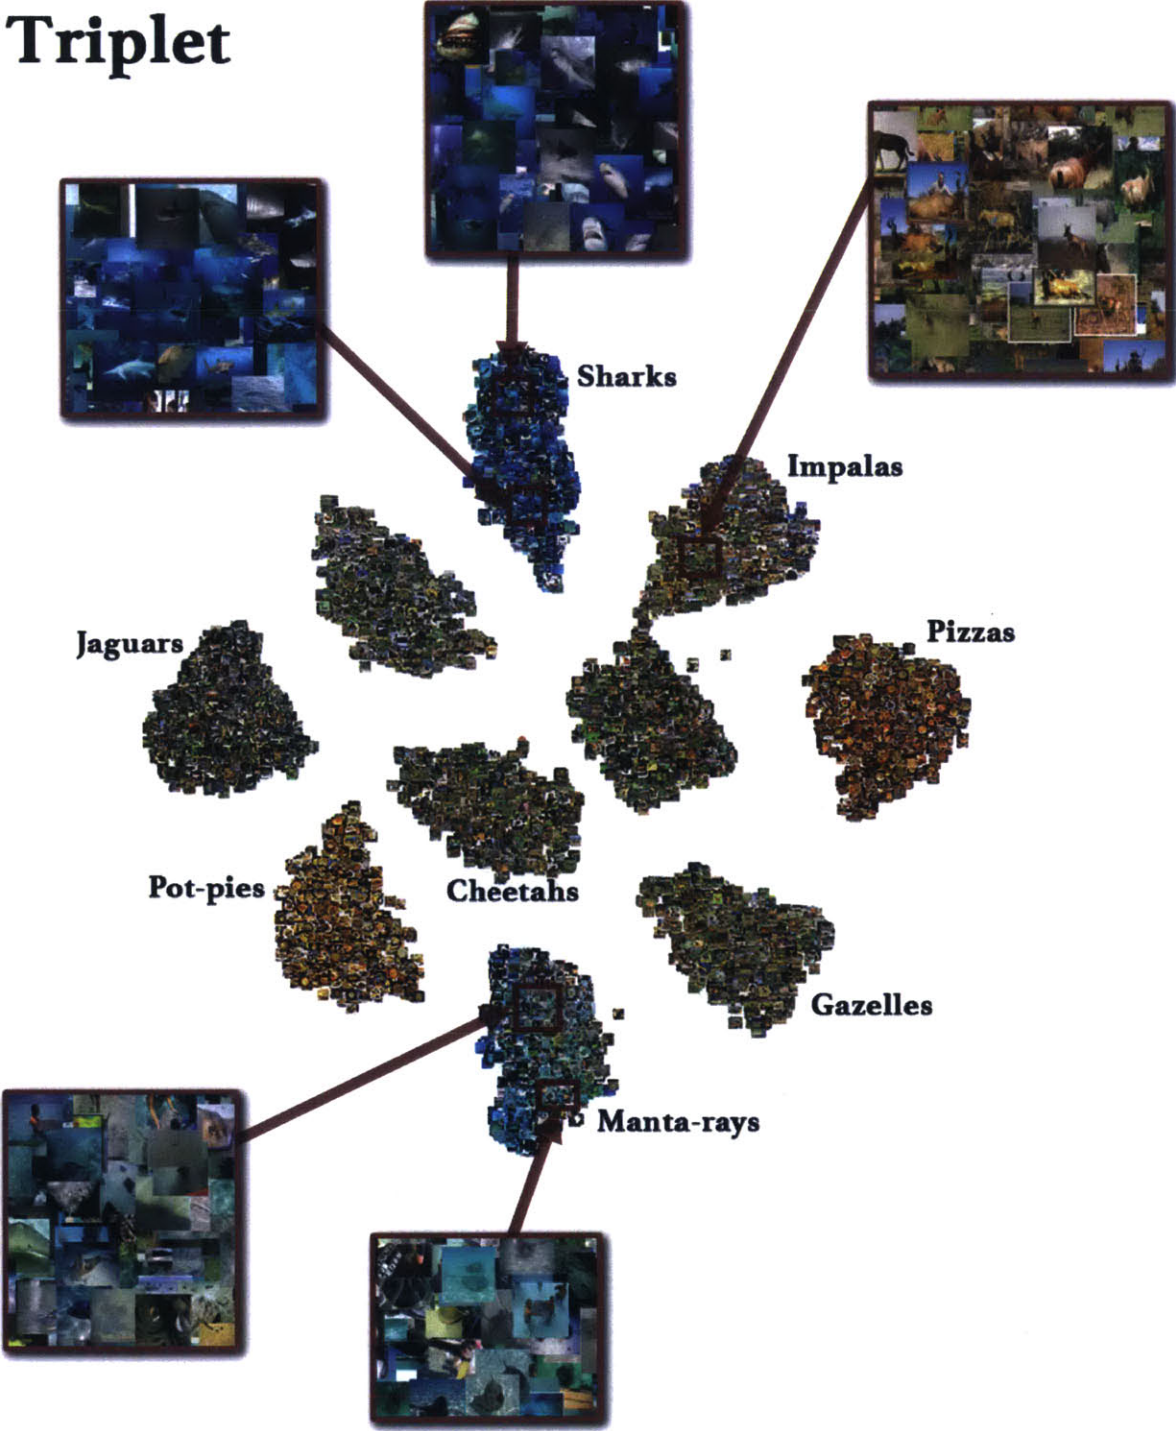 Triplet
Sharks
Impalas
Jaguars
Pizzas
Pot-pies
Cheetahs
Gazelles
Manta-rays